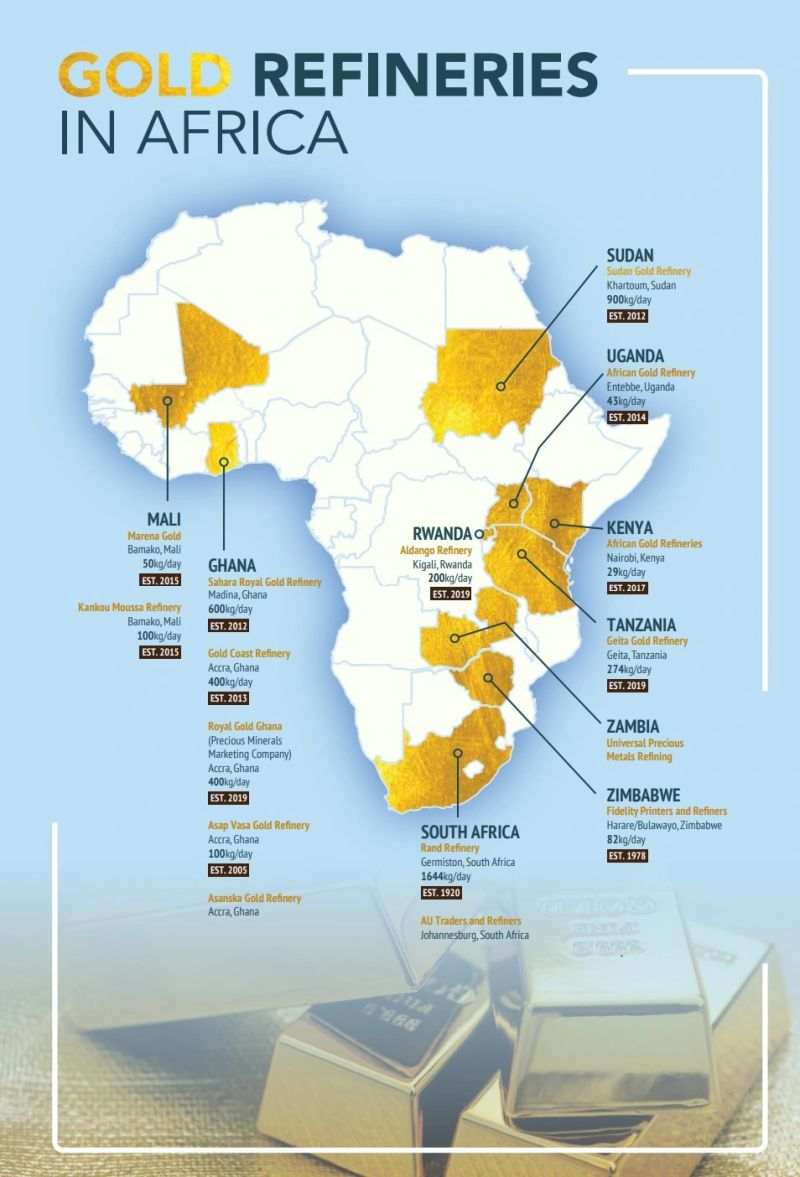 GOLD REFINERIES
IN AFRICA
SUDAN
Sudan Gold Refinery
Khartoum, Sudan
900kg/day
EST. 2012
UGANDA
African Gold Refinery
Entebbe, Uganda
43kg/day
EST. 2014
MALI
Marena Gold
Bamako, Mali
50kg/day
EST. 2015
Kankou Moussa Refinery
Bamako, Mali
100kg/day
EST. 2015
GHANA
Sahara Royal Gold Refinery
Madina, Ghana
600kg/day
EST. 2012
Gold Coast Refinery
Accra, Ghana
400kg/day
EST. 2013
Royal Gold Ghana
(Precious Minerals
Marketing Company)
Accra, Ghana
400kg/day
EST. 2019
Asap Vasa Gold Refinery
Accra, Ghana
100kg/day
EST. 2005
Asanska Gold Refinery
Accra, Ghana
RWANDA
Aldango Refinery
Kigali, Rwanda
200kg/day
EST. 2019
KENYA
African Gold Refineries
Nairobi, Kenya
29kg/day
EST. 2017
TANZANIA
Geita Gold Refinery
Geita, Tanzania
274kg/day
EST. 2019
ZAMBIA
Universal Precious
Metals Refining
ZIMBABWE
Fidelity Printers and Refiners
Harare/Bulawayo, Zimbabwe
82kg/day
EST. 1978
SOUTH AFRICA
Rand Refinery
Germiston, South Africa
1644kg/day
EST. 1920
AU Traders and Refiners
Johannesburg, South Africa